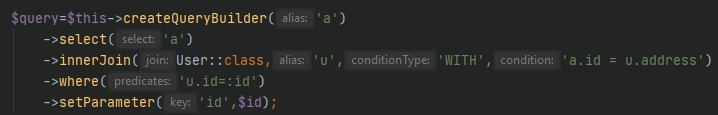 $query=$this->createQueryBuilder( alias: 'a')
->select( select: 'a')
->innerJoin( join: User::class, alias: 'u', conditionType: 'WITH', condition: 'a.id = u.address')
->where( predicates: 'u.id=:id')
->setParameter( key: 'id',$id);